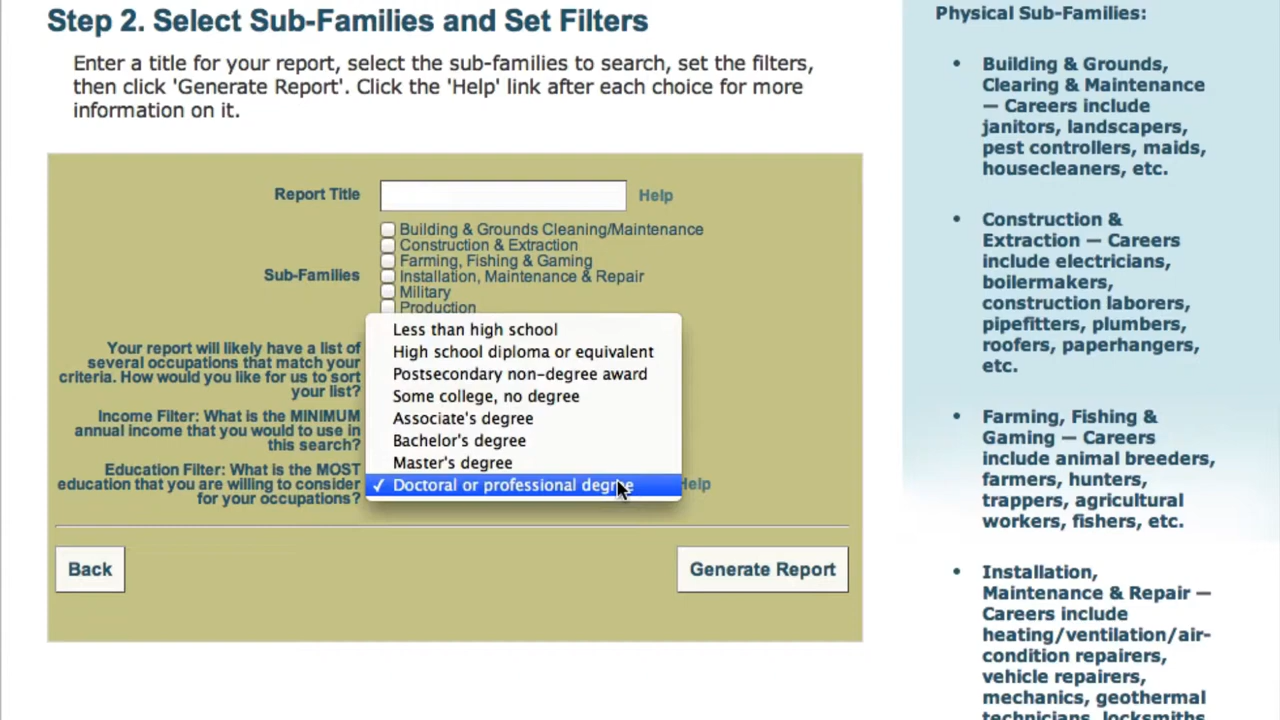 Step 2. Select Sub-Families and Set Filters
Enter a title for your report, select the sub-families to search, set the filters,
then click 'Generate Report'. Click the 'Help' link after each choice for more
information on it.
Report Title
Help
Sub-Families
Building & Grounds Cleaning/Maintenance
Construction & Extraction
Farming, Fishing & Gaming
Installation, Maintenance & Repair
Military
Production
Your report will likely have a list of
several occupations that match your
criteria. How would you like for us to sort
your list?
Income Filter: What is the MINIMUM
annual income that you would to use in
this search?
Education Filter: What is the MOST
education that you are willing to consider
for your occupations?
Less than high school
High school diploma or equivalent
Postsecondary non-degree award
Some college, no degree
Associate's degree
Bachelor's degree
Master's degree
✓ Doctoral or professional degree
Help
Back
Generate Report
Physical Sub-Families:
• Building & Grounds,
Clearing & Maintenance
— Careers include
janitors, landscapers,
pest controllers, maids,
housecleaners, etc.
• Construction &
Extraction — Careers
include electricians,
boilermakers,
construction laborers,
pipefitters, plumbers,
roofers, paperhangers,
etc.
• Farming, Fishing &
Gaming — Careers
include animal breeders,
farmers, hunters,
trappers, agricultural
workers, fishers, etc.
• Installation,
Maintenance & Repair —
Careers include
heating/ventilation/air-
condition repairers,
vehicle repairers,
mechanics, geothermal
technicians, locksmiths